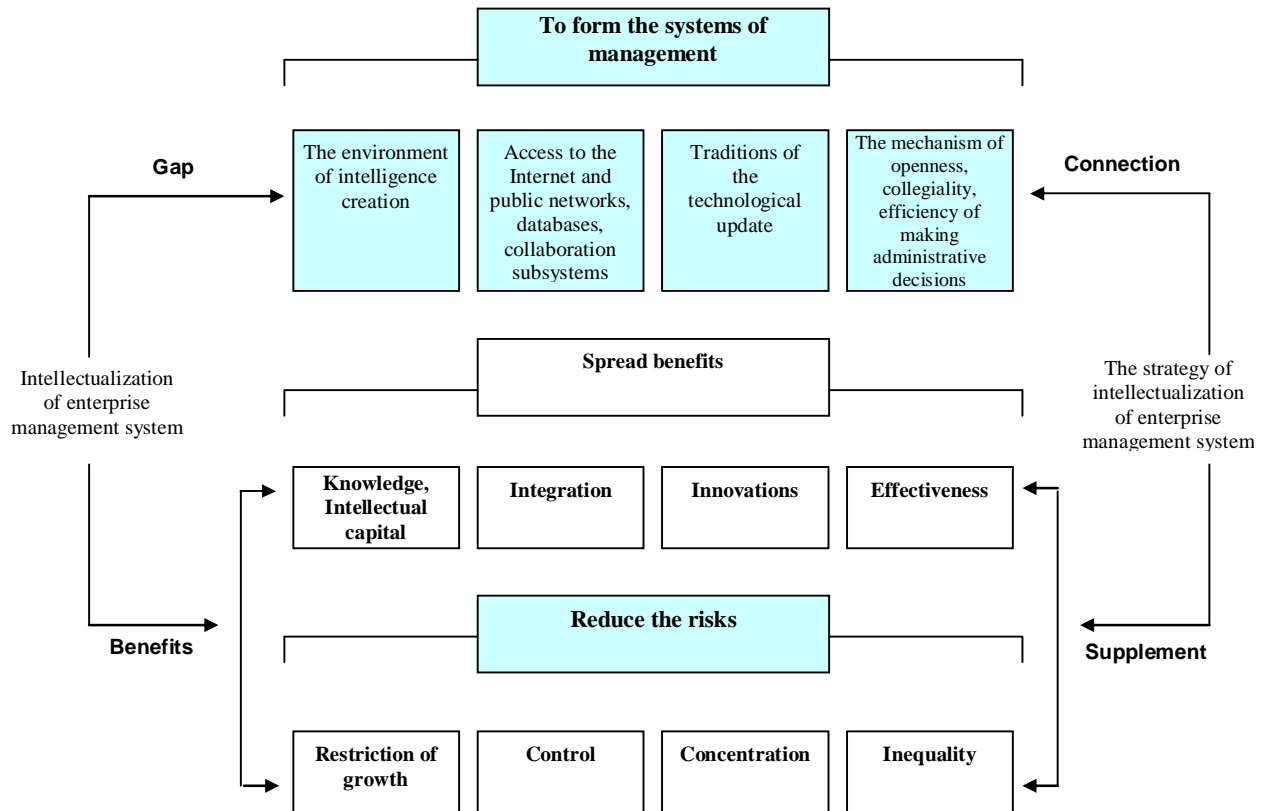 To form the systems of
management
Gap
The environment
of intelligence
creation
Access to the
Internet and
public networks,
databases,
collaboration
subsystems
Traditions of
the
technological
update
The mechanism of
openness,
collegiality,
efficiency of
making
administrative
decisions
Connection
Intellectualization
of enterprise
management system
Spread benefits
The strategy of
intellectualization
of enterprise
management system
Knowledge,
Intellectual
capital
Integration
Innovations
Effectiveness
Benefits
Reduce the risks
Supplement
Restriction of
growth
Control
Concentration
Inequality